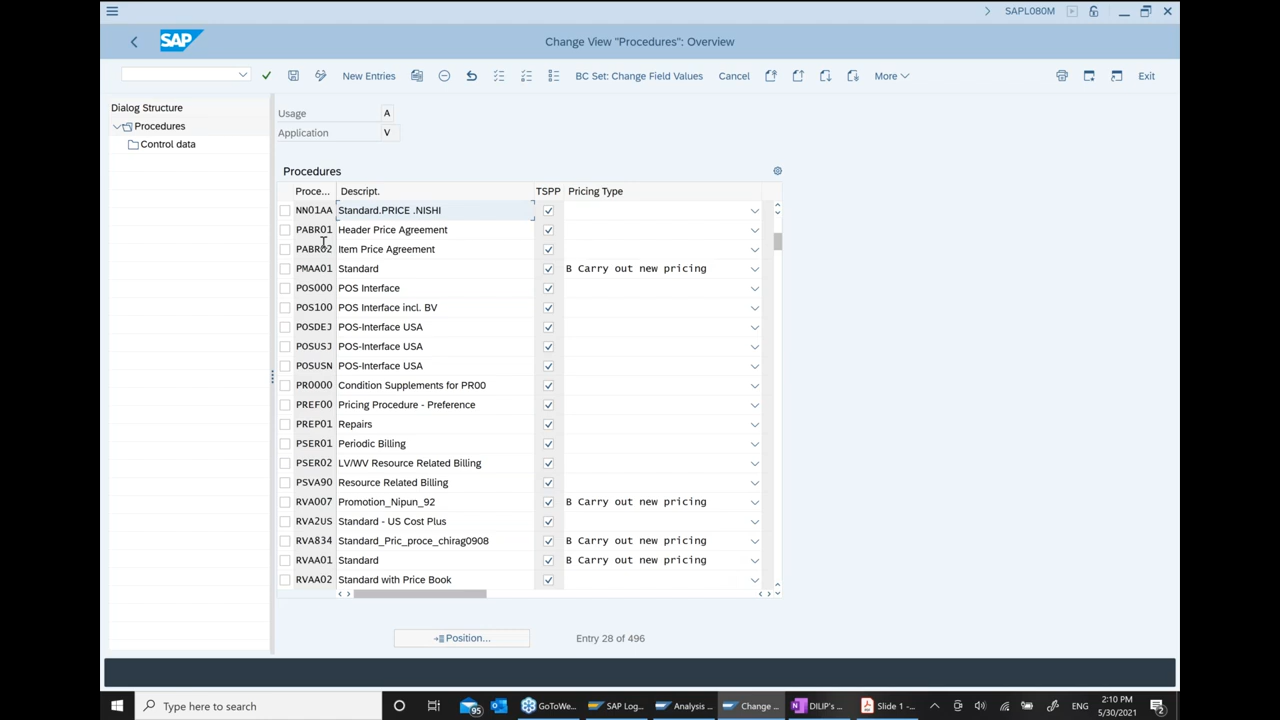 SAPL080M
SAP
Change View "Procedures": Overview
New Entries
BC Set: Change Field Values
Cancel
More
Exit
Dialog Structure
Procedures
Control data
Usage A
Application V
Procedures
Proce... Descript. TSPP Pricing Type
NN01AA Standard.PRICE .NISHI
PABR01 Header Price Agreement
PABR02 Item Price Agreement
PMAA01 Standard B Carry out new pricing
POS000 POS Interface
POS100 POS Interface incl. BV
POSDEJ POS-Interface USA
POSUSJ POS-Interface USA
POSUSN POS-Interface USA
PR0000 Condition Supplements for PR00
PREF00 Pricing Procedure - Preference
PREP01 Repairs
PSER01 Periodic Billing
PSER02 LV/WV Resource Related Billing
PSVA90 Resource Related Billing
RVA007 Promotion_Nipun_92 B Carry out new pricing
RVA2US Standard - US Cost Plus
RVA834 Standard_Pric_proce_chirag0908 B Carry out new pricing
RVAA01 Standard B Carry out new pricing
RVAA02 Standard with Price Book
Position...
Entry 28 of 496
Type here to search
95
GoToWe...
SAP Log...
Analysis ...
Change ...
DILIP's ...
Slide 1 -...
ENG
2:10 PM
5/30/2021
2